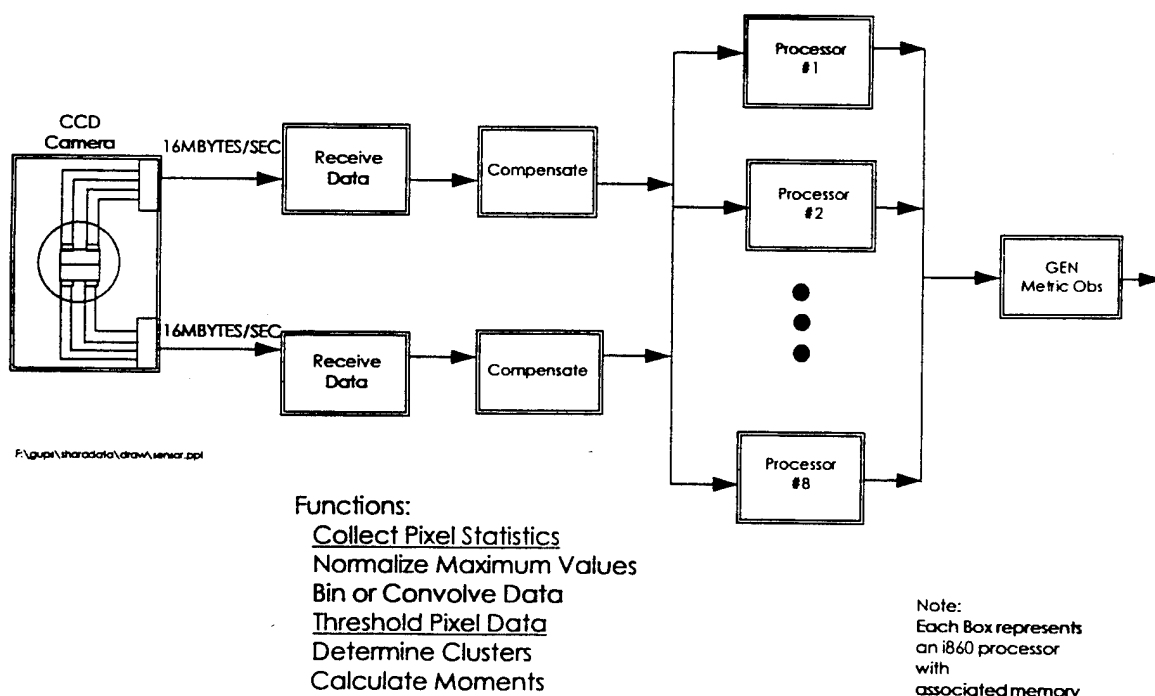 CCD
Camera
16MBYTES/SEC
Receive
Data
Compensate
Processor
#1
Processor
#2
16MBYTES/SEC
Receive
Data
Compensate
GEN
Metric Obs
Processor
#8
Functions:
Collect Pixel Statistics
Normalize Maximum Values
Bin or Convolve Data
Threshold Pixel Data
Determine Clusters
Calculate Moments
Note:
Each Box represents
an i860 processor
with
associated memory